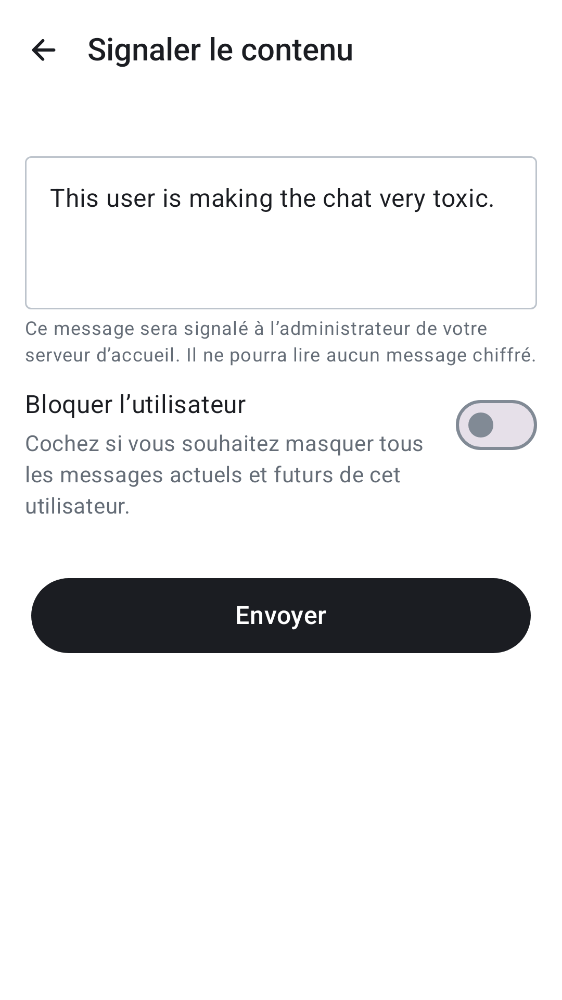 Signaler le contenu
This user is making the chat very toxic.
Ce message sera signalé à l’administrateur de votre
serveur d’accueil. Il ne pourra lire aucun message chiffré.
Bloquer l’utilisateur
Cochez si vous souhaitez masquer tous
les messages actuels et futurs de cet
utilisateur.
Envoyer